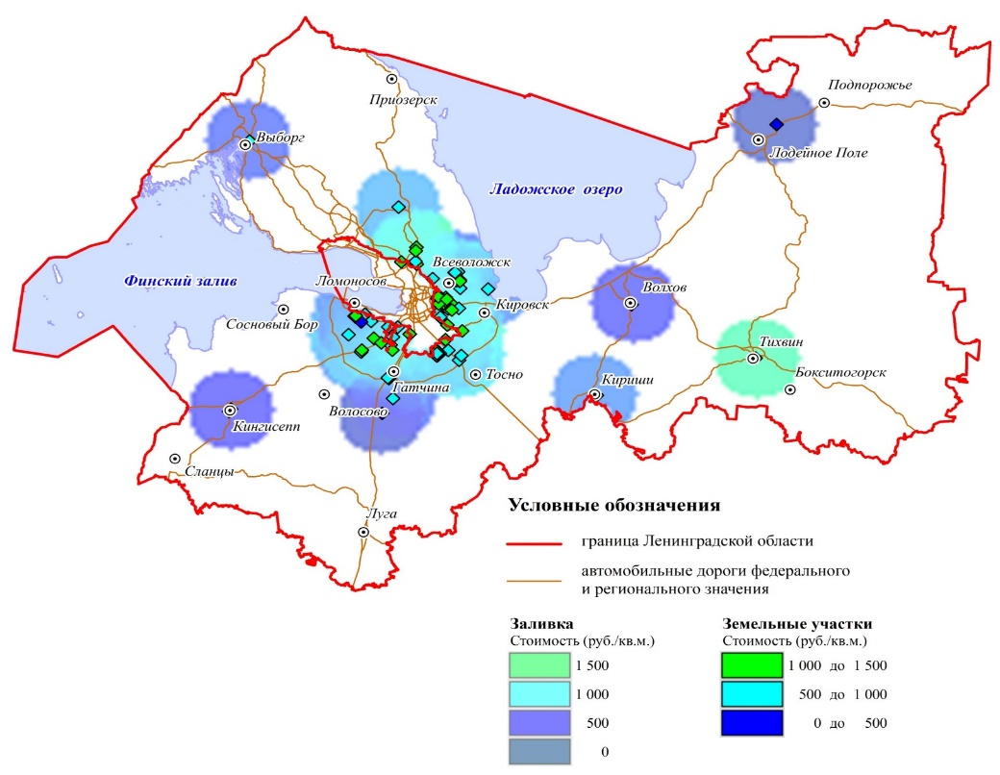 Подпорожье
Приозерск
Выборг
Лодейное Поле
Ладожское озеро
Всеволожск
Финский залив
Ломоносов
Волхов
Кировск
Сосновый Бор
Тихвин
Бокситогорск
Тосно
Кириши
Гатчина
Волосово
Кингисепп
Сланцы
Луга
Условные обозначения
граница Ленинградской области
автомобильные дороги федерального
и регионального значения
Заливка
Стоимость (руб./кв.м.)
1 500
1 000
500
0
Земельные участки
Стоимость (руб./кв.м.)
1 000 до 1 500
500 до 1 000
0 до 500